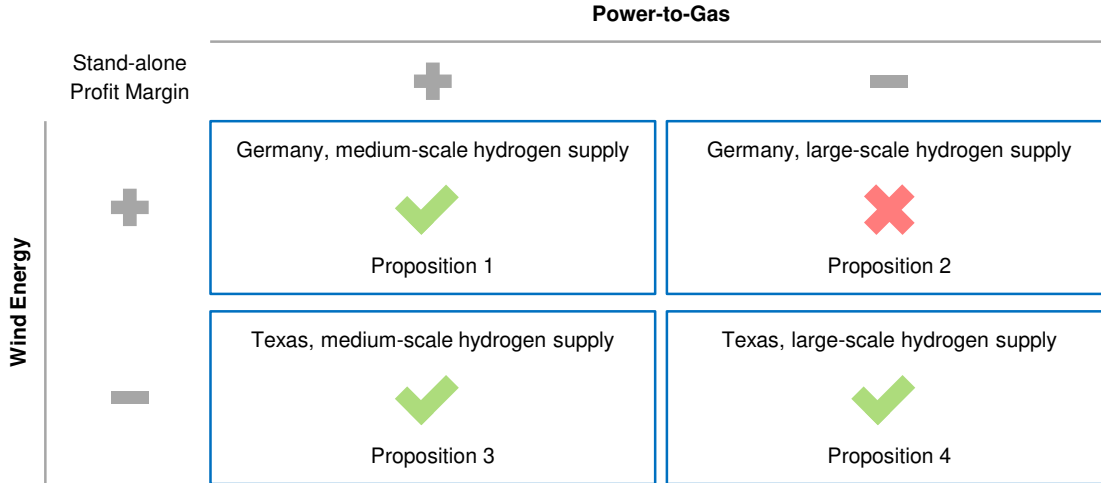 Power-to-Gas
Stand-alone
Profit Margin
Wind Energy
Germany, medium-scale hydrogen supply
Proposition 1
Germany, large-scale hydrogen supply
Proposition 2
Texas, medium-scale hydrogen supply
Proposition 3
Texas, large-scale hydrogen supply
Proposition 4